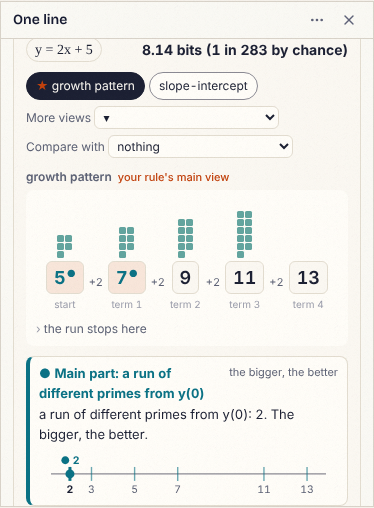 One line ··· ×
y = 2x + 5 8.14 bits (1 in 283 by chance)
★ growth pattern slope-intercept
More views ▾
Compare with nothing
growth pattern your rule's main view
5 +2 7 +2 9 +2 11 +2 13
start term 1 term 2 term 3 term 4
› the run stops here
● Main part: a run of the bigger, the better
different primes from y(0)
a run of different primes from y(0): 2. The
bigger, the better.
2
2 3 5 7 11 13